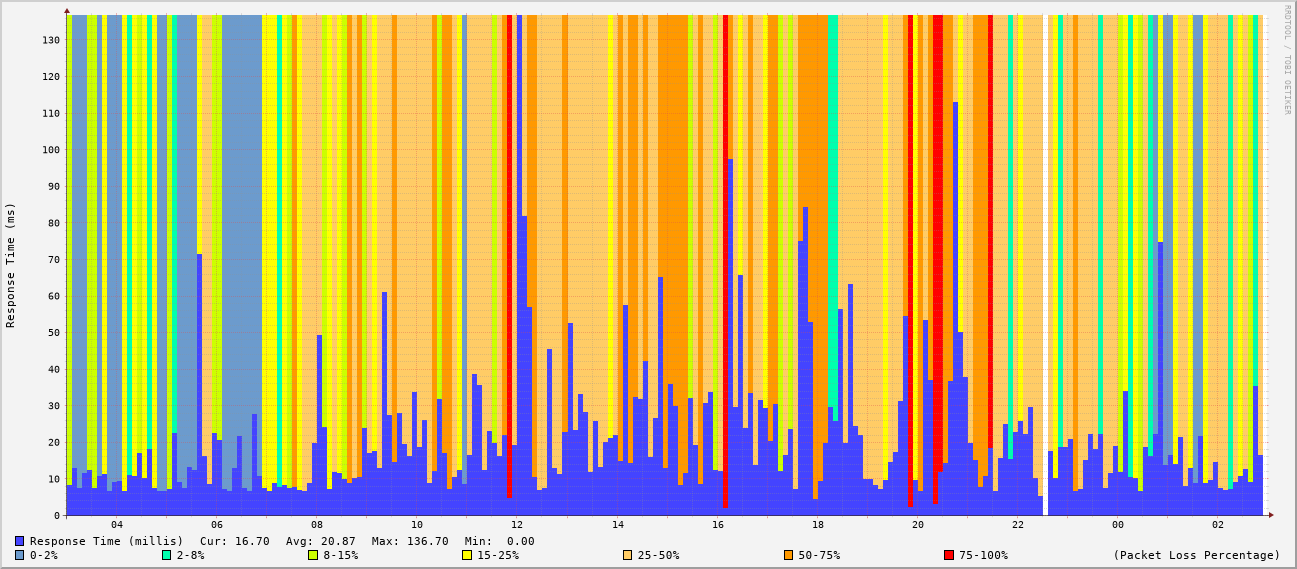 RRDTOOL / TOBI OETIKER
Response Time (ms)
130
120
110
100
90
80
70
60
50
40
30
20
10
0
04 06 08 10 12 14 16 18 20 22 00 02
Response Time (millis) Cur: 16.70 Avg: 20.87 Max: 136.70 Min: 0.00
0-2% 2-8% 8-15% 15-25% 25-50% 50-75% 75-100% (Packet Loss Percentage)